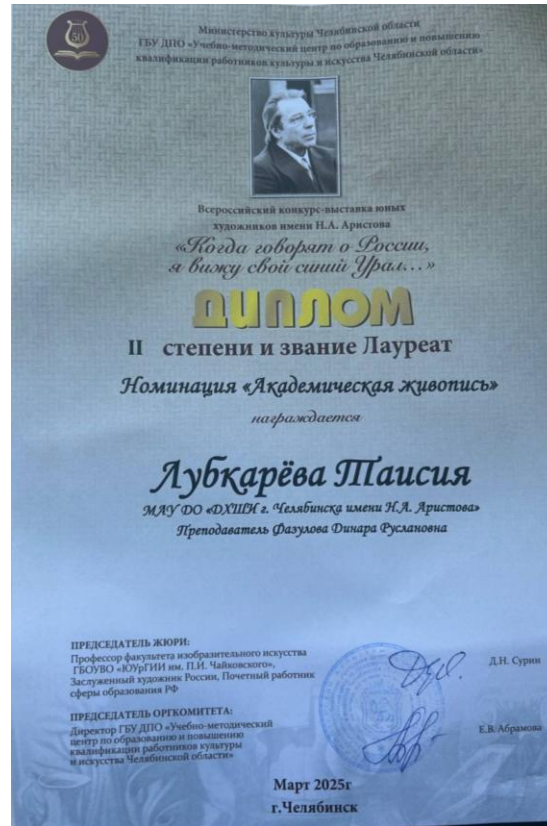 50
Министерство культуры Челябинской области
ГБУ ДПО «Учебно-методический центр по образованию и повышению
квалификации работников культуры и искусства Челябинской области»
Всероссийский конкурс-выставка юных
художников имени Н.А. Аристова
«Когда говорят о России,
я вижу свой синий Урал...»
ДИПЛОМ
II степени и звание Лауреат
Номинация «Академическая живопись»
награждается
Лубкарёва Таисия
МАУ ДО «ДХШИ г. Челябинска имени Н.А. Аристова»
Преподаватель Фазулова Динара Руслановна
ПРЕДСЕДАТЕЛЬ ЖЮРИ:
Профессор факультета изобразительного искусства
ГБОУВО «ЮУрГИИ им. П.И. Чайковского»,
Заслуженный художник России, Почетный работник
сферы образования РФ
Д.Н. Сурин
ПРЕДСЕДАТЕЛЬ ОРГКОМИТЕТА:
Директор ГБУ ДПО «Учебно-методический
центр по образованию и повышению
квалификации работников культуры
и искусства Челябинской области»
Е.В. Абрамова
Март 2025г
г.Челябинск